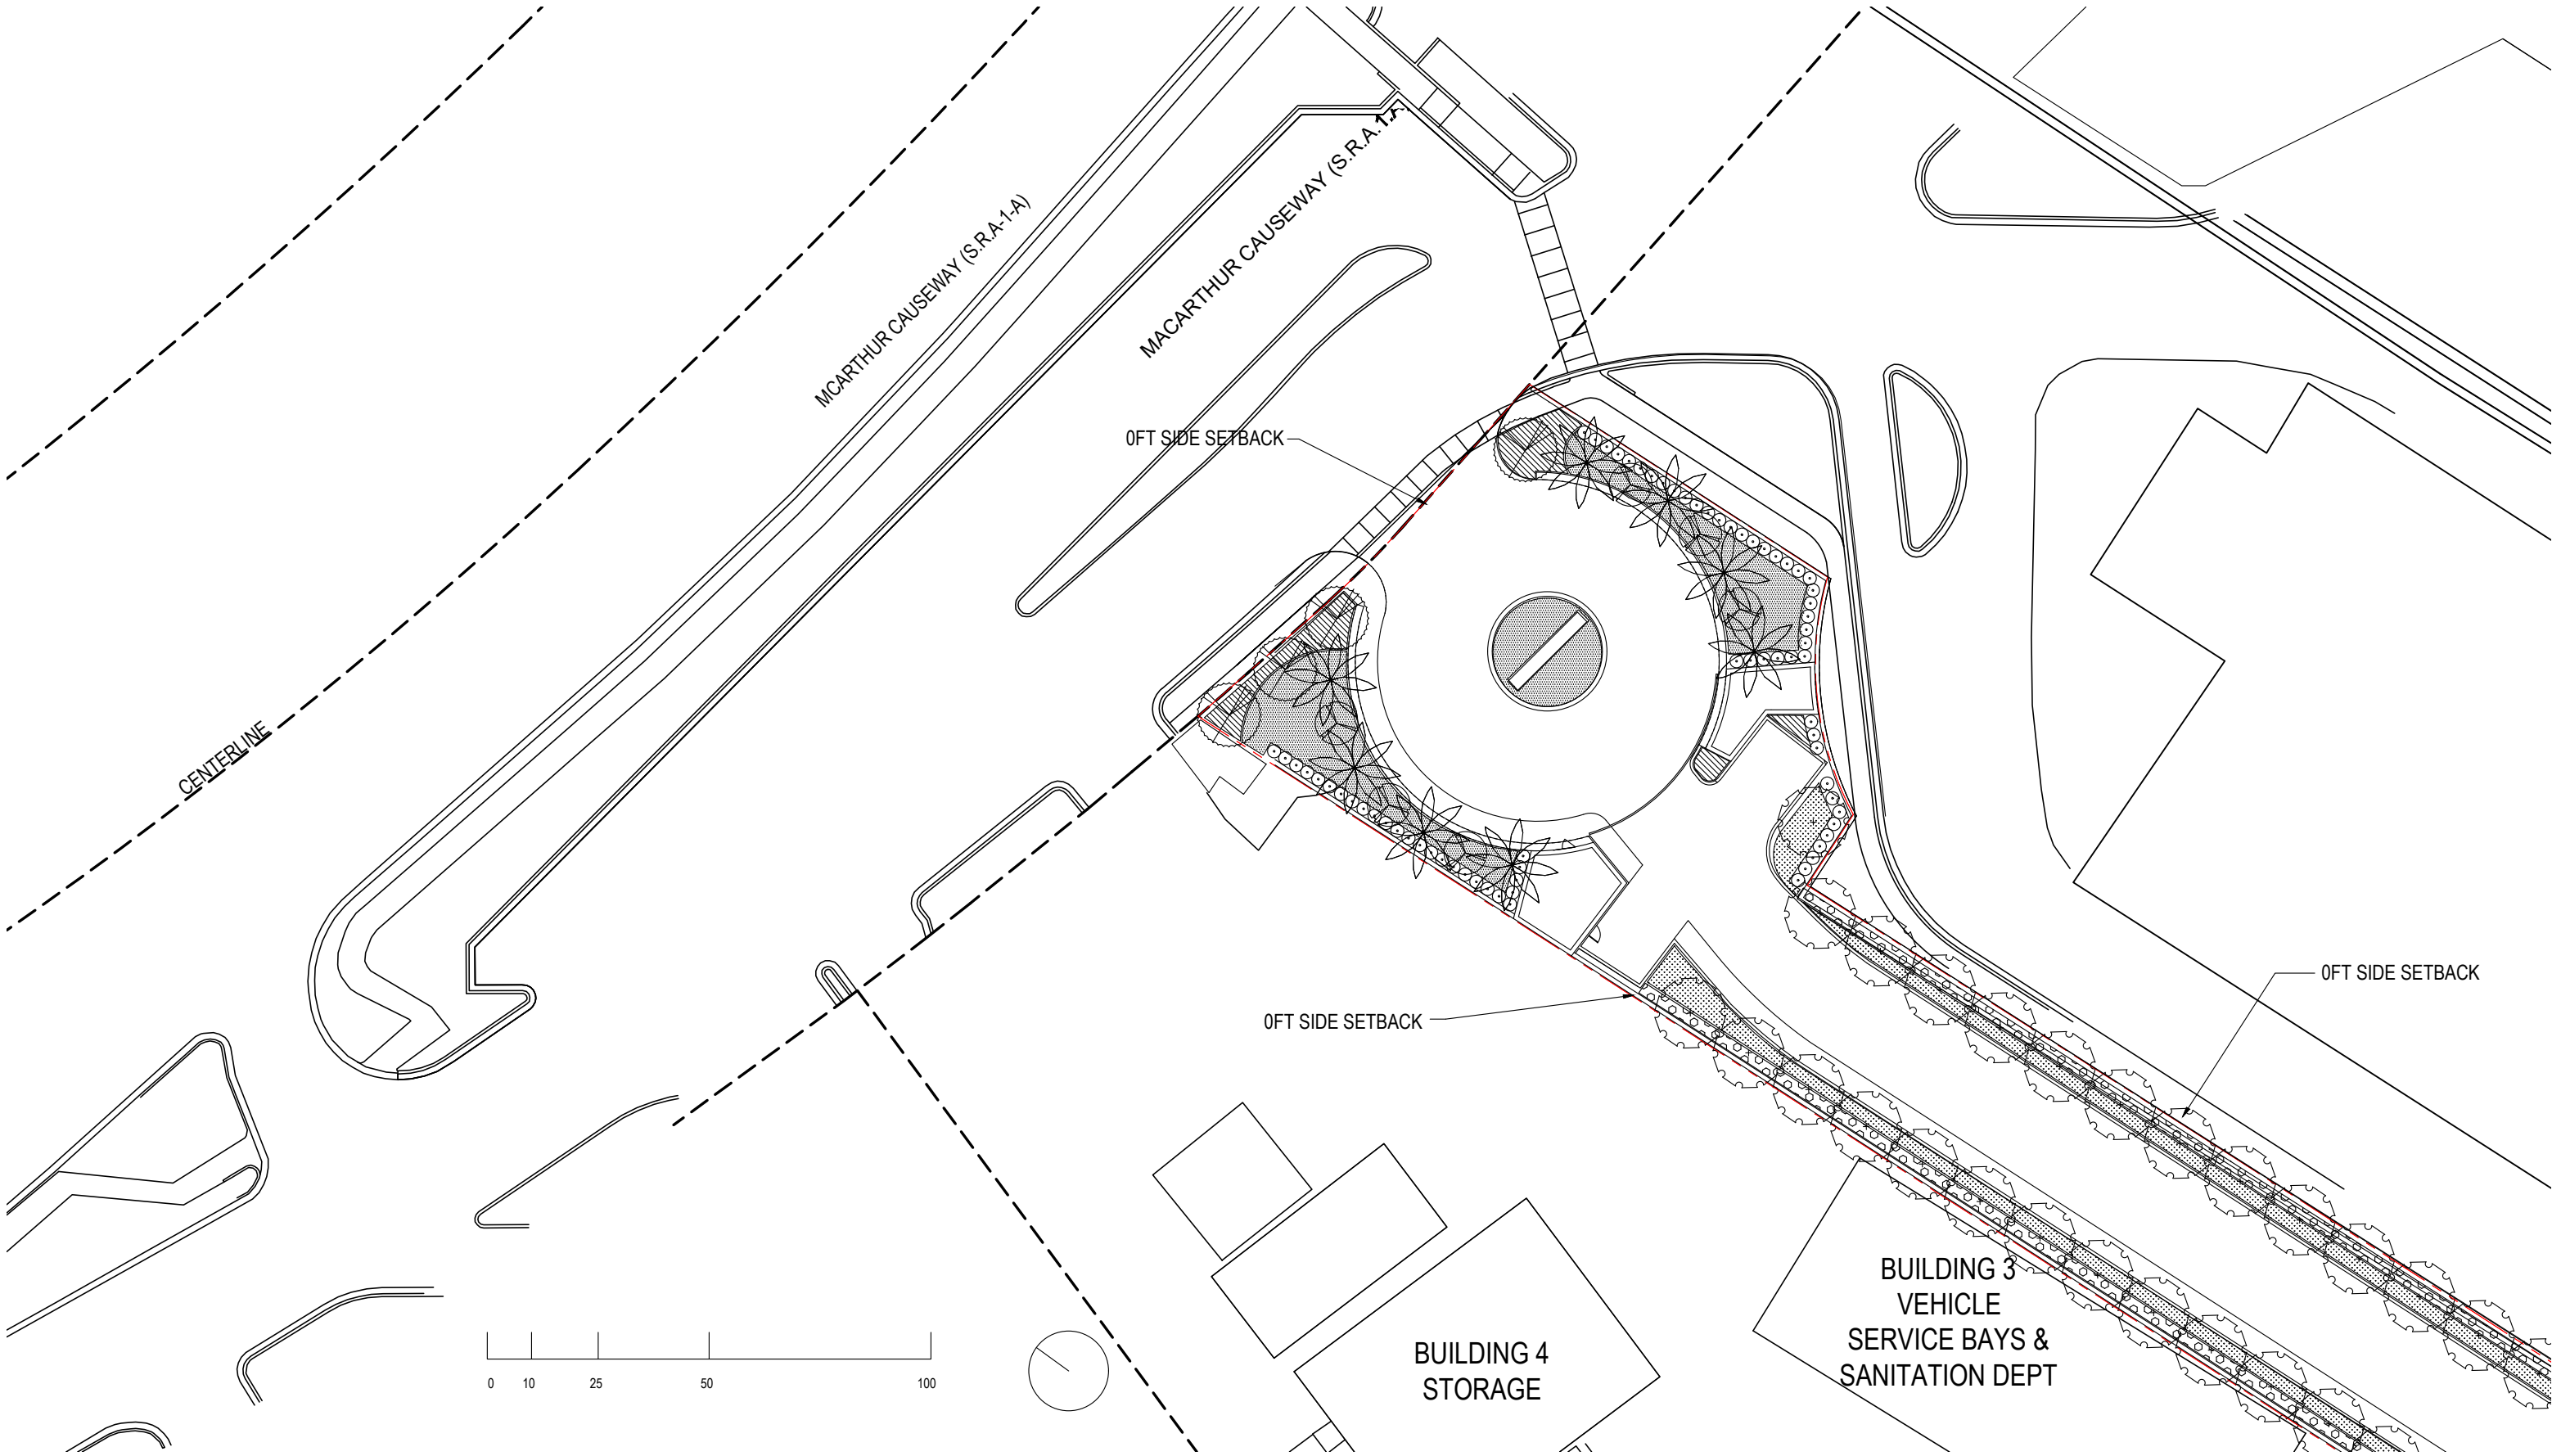 MCARTHUR CAUSEWAY (S.R.A-1-A)
MACARTHUR CAUSEWAY (S.R.A.1.A
0FT SIDE SETBACK
CENTERLINE
0FT SIDE SETBACK
0FT SIDE SETBACK
BUILDING 3
VEHICLE
SERVICE BAYS &
SANITATION DEPT
BUILDING 4
STORAGE
0 10 25 50 100